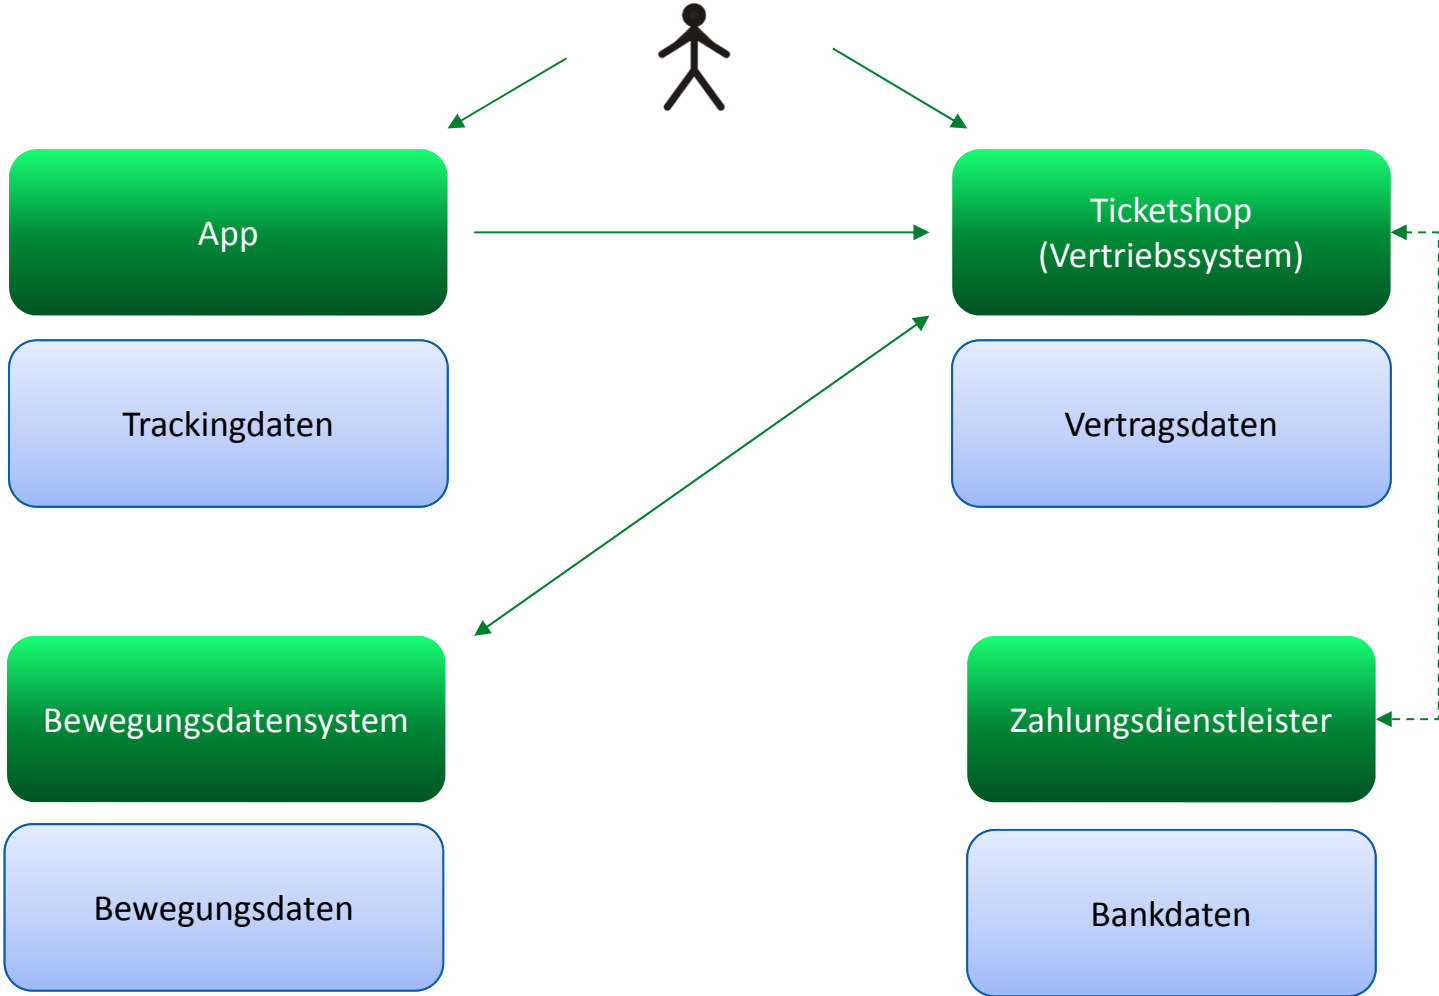 App
Ticketshop
(Vertriebssystem)
Trackingdaten
Vertragsdaten
Bewegungsdatensystem
Zahlungsdienstleister
Bewegungsdaten
Bankdaten